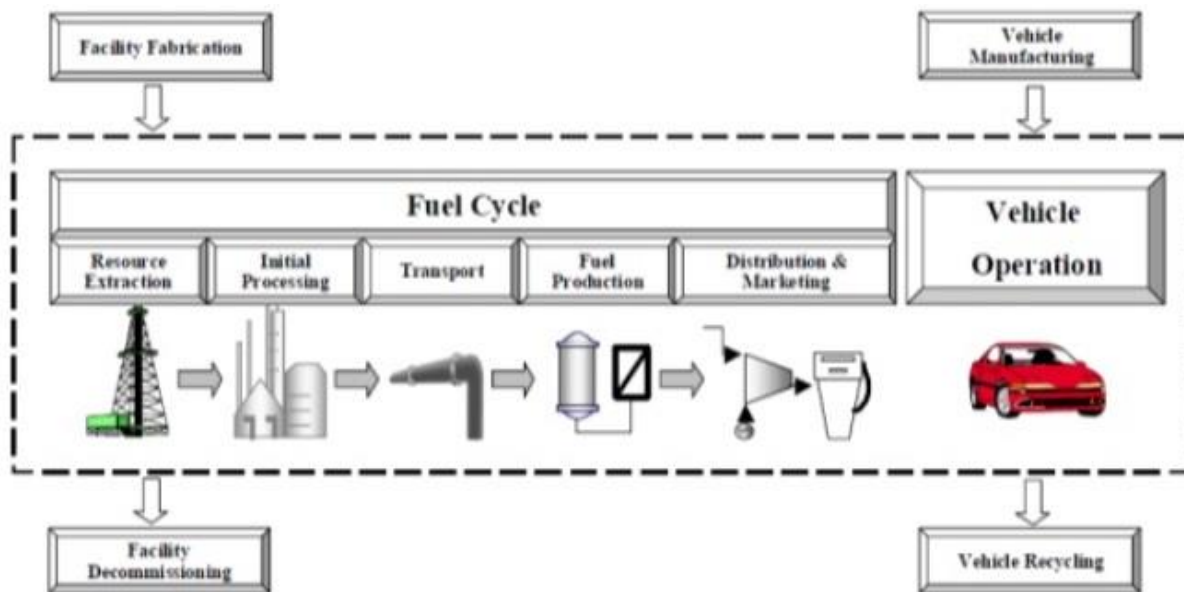 Facility Fabrication
Vehicle
Manufacturing
Fuel Cycle
Vehicle
Operation
Resource
Extraction
Initial
Processing
Transport
Fuel
Production
Distribution &
Marketing
Facility
Decommissioning
Vehicle Recycling